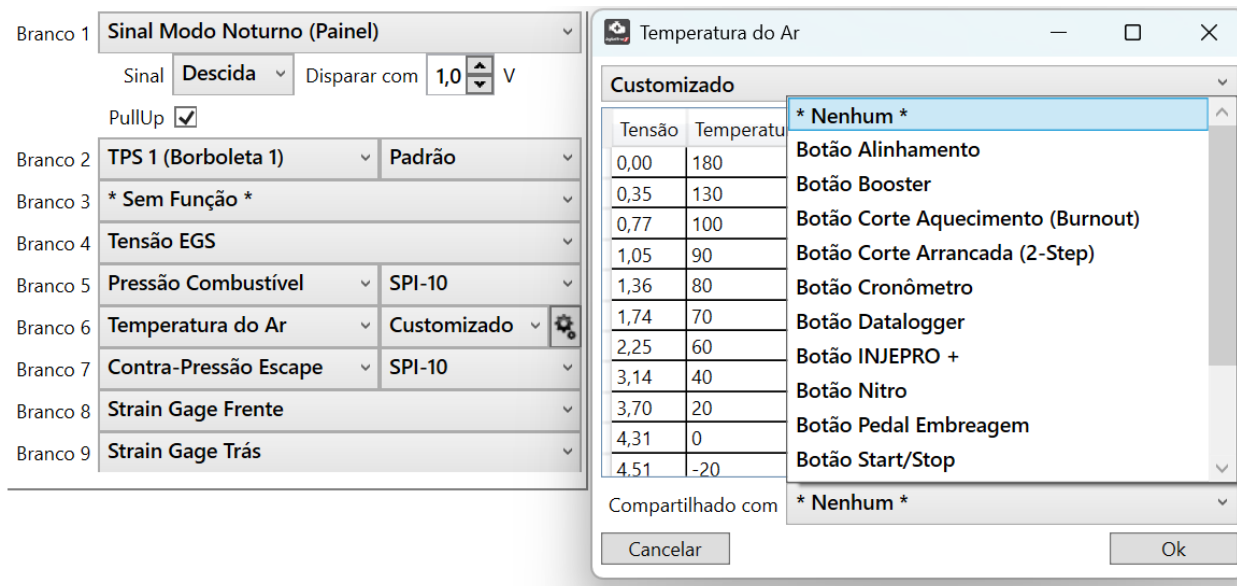 Branco 1 Sinal Modo Noturno (Painel)
Sinal Descida Disparar com 1,0 V
PullUp
Branco 2 TPS 1 (Borboleta 1) Padrão
Branco 3 * Sem Função *
Branco 4 Tensão EGS
Branco 5 Pressão Combustível SPI-10
Branco 6 Temperatura do Ar Customizado
Branco 7 Contra-Pressão Escape SPI-10
Branco 8 Strain Gage Frente
Branco 9 Strain Gage Trás
Temperatura do Ar
Customizado
Tensão Temperatu
0,00 180
0,35 130
0,77 100
1,05 90
1,36 80
1,74 70
2,25 60
3,14 40
3,70 20
4,31 0
4,51 -20
* Nenhum *
Botão Alinhamento
Botão Booster
Botão Corte Aquecimento (Burnout)
Botão Corte Arrancada (2-Step)
Botão Cronômetro
Botão Datalogger
Botão INJEPRO +
Botão Nitro
Botão Pedal Embreagem
Botão Start/Stop
Compartilhado com * Nenhum *
Cancelar Ok